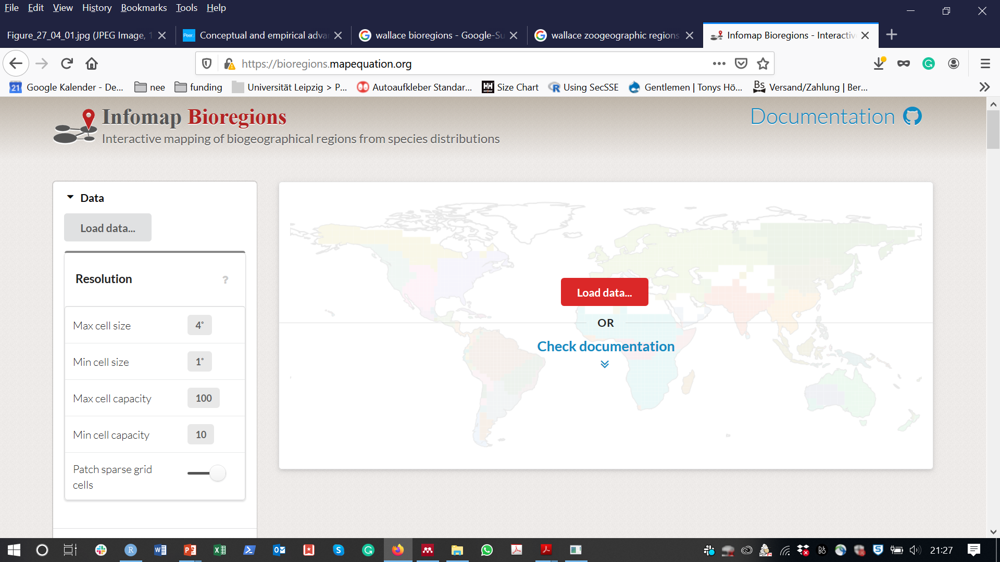 File Edit View History Bookmarks Tools Help
Figure_27_04_01.jpg (JPEG Image, 1
Peer Conceptual and empirical adva
wallace bioregions - Google-Su
wallace zoogeographic regions
Infomap Bioregions - Interactiv
https://bioregions.mapequation.org
21 Google Kalender - De... nee funding Universität Leipzig > P... Autoaufkleber Standar... HH Size Chart Using SecSSE Gentlemen | Tonys Hö... Bs Versand/Zahlung | Ber...
Infomap Bioregions
Interactive mapping of biogeographical regions from species distributions
Documentation
Data
Load data...
Resolution ?
Max cell size 4°
Min cell size 1°
Max cell capacity 100
Min cell capacity 10
Patch sparse grid
cells
Load data...
OR
Check documentation
21:27